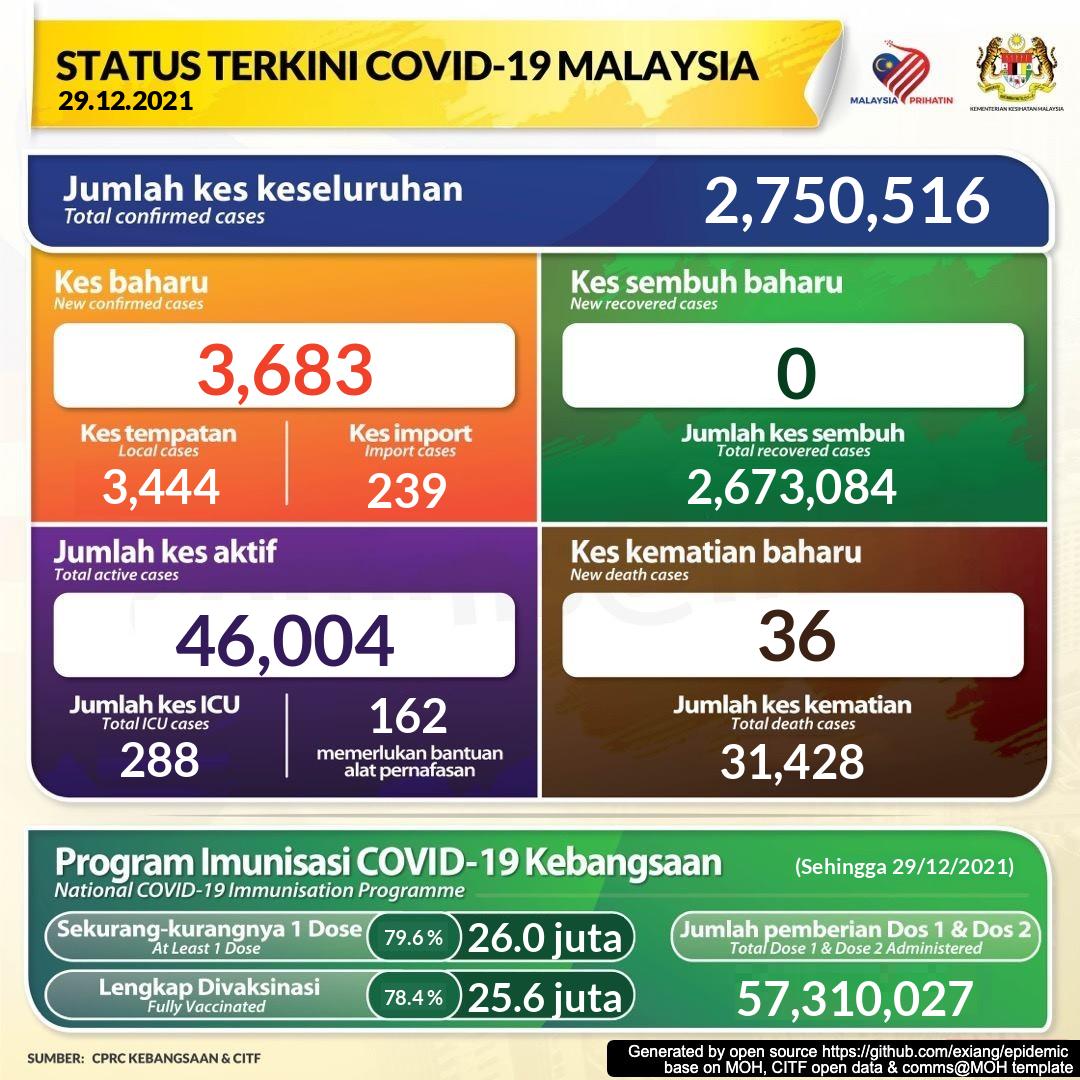 STATUS TERKINI COVID-19 MALAYSIA
29.12.2021
MALAYSIA PRIHATIN
KEMENTERIAN KESIHATAN MALAYSIA
Jumlah kes keseluruhan
Total confirmed cases
2,750,516
Kes baharu
New confirmed cases
3,683
Kes tempatan
Local cases
3,444
Kes import
Import cases
239
Kes sembuh baharu
New recovered cases
0
Jumlah kes sembuh
Total recovered cases
2,673,084
Jumlah kes aktif
Total active cases
46,004
Jumlah kes ICU
Total ICU cases
288
162
memerlukan bantuan
alat pernafasan
Kes kematian baharu
New death cases
36
Jumlah kes kematian
Total death cases
31,428
Program Imunisasi COVID-19 Kebangsaan
(Sehingga 29/12/2021)
National COVID-19 Immunisation Programme
Sekurang-kurangnya 1 Dose
At Least 1 Dose
79.6 %
26.0 juta
Lengkap Divaksinasi
Fully Vaccinated
78.4 %
25.6 juta
Jumlah pemberian Dos 1 & Dos 2
Total Dose 1 & Dose 2 Administered
57,310,027
SUMBER: CPRC KEBANGSAAN & CITF
Generated by open source https://github.com/exiang/epidemic
base on MOH, CITF open data & comms@MOH template